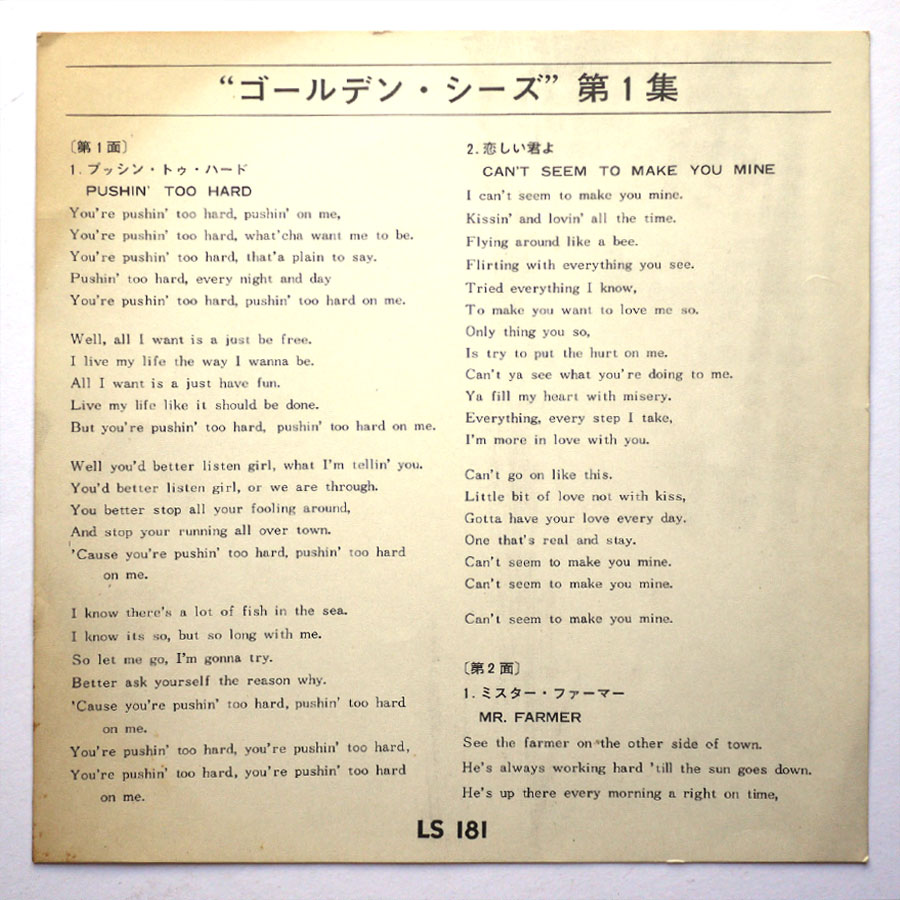 “ゴールデン・シーズ” 第1集
〔第1面〕
1. プッシン・トゥ・ハード
PUSHIN' TOO HARD
You're pushin' too hard, pushin' on me,
You're pushin' too hard, what'cha want me to be.
You're pushin' too hard, that'a plain to say.
Pushin' too hard, every night and day
You're pushin' too hard, pushin' too hard on me.
Well, all I want is a just be free.
I live my life the way I wanna be.
All I want is a just have fun.
Live my life like it should be done.
But you're pushin' too hard, pushin' too hard on me.
Well you'd better listen girl, what I'm tellin' you.
You'd better listen girl, or we are through.
You better stop all your fooling around,
And stop your running all over town.
'Cause you're pushin' too hard, pushin' too hard
on me.
I know there's a lot of fish in the sea.
I know its so, but so long with me.
So let me go, I'm gonna try.
Better ask yourself the reason why.
'Cause you're pushin' too hard, pushin' too hard
on me.
You're pushin' too hard, you're pushin' too hard,
You're pushin' too hard, you're pushin' too hard
on me.
2. 恋しい君よ
CAN'T SEEM TO MAKE YOU MINE
I can't seem to make you mine.
Kissin' and lovin' all the time.
Flying around like a bee.
Flirting with everything you see.
Tried everything I know,
To make you want to love me so.
Only thing you so,
Is try to put the hurt on me.
Can't ya see what you're doing to me.
Ya fill my heart with misery.
Everything, every step I take,
I'm more in love with you.
Can't go on like this.
Little bit of love not with kiss,
Gotta have your love every day.
One that's real and stay.
Can't seem to make you mine.
Can't seem to make you mine.
Can't seem to make you mine.
〔第2面〕
1. ミスター・ファーマー
MR. FARMER
See the farmer on the other side of town.
He's always working hard 'till the sun goes down.
He's up there every morning a right on time,
LS 181